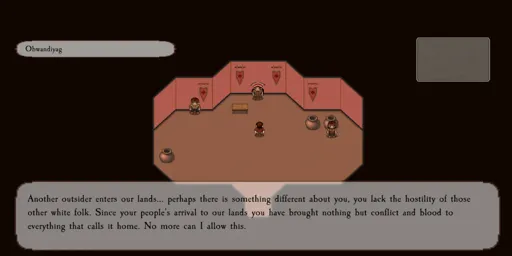 Ohwandiyag
Another outsider enters our lands... perhaps there is something different about you, you lack the hostility of those
other white folk. Since your people's arrival to our lands you have brought nothing but conflict and blood to
everything that calls it home. No more can I allow this.